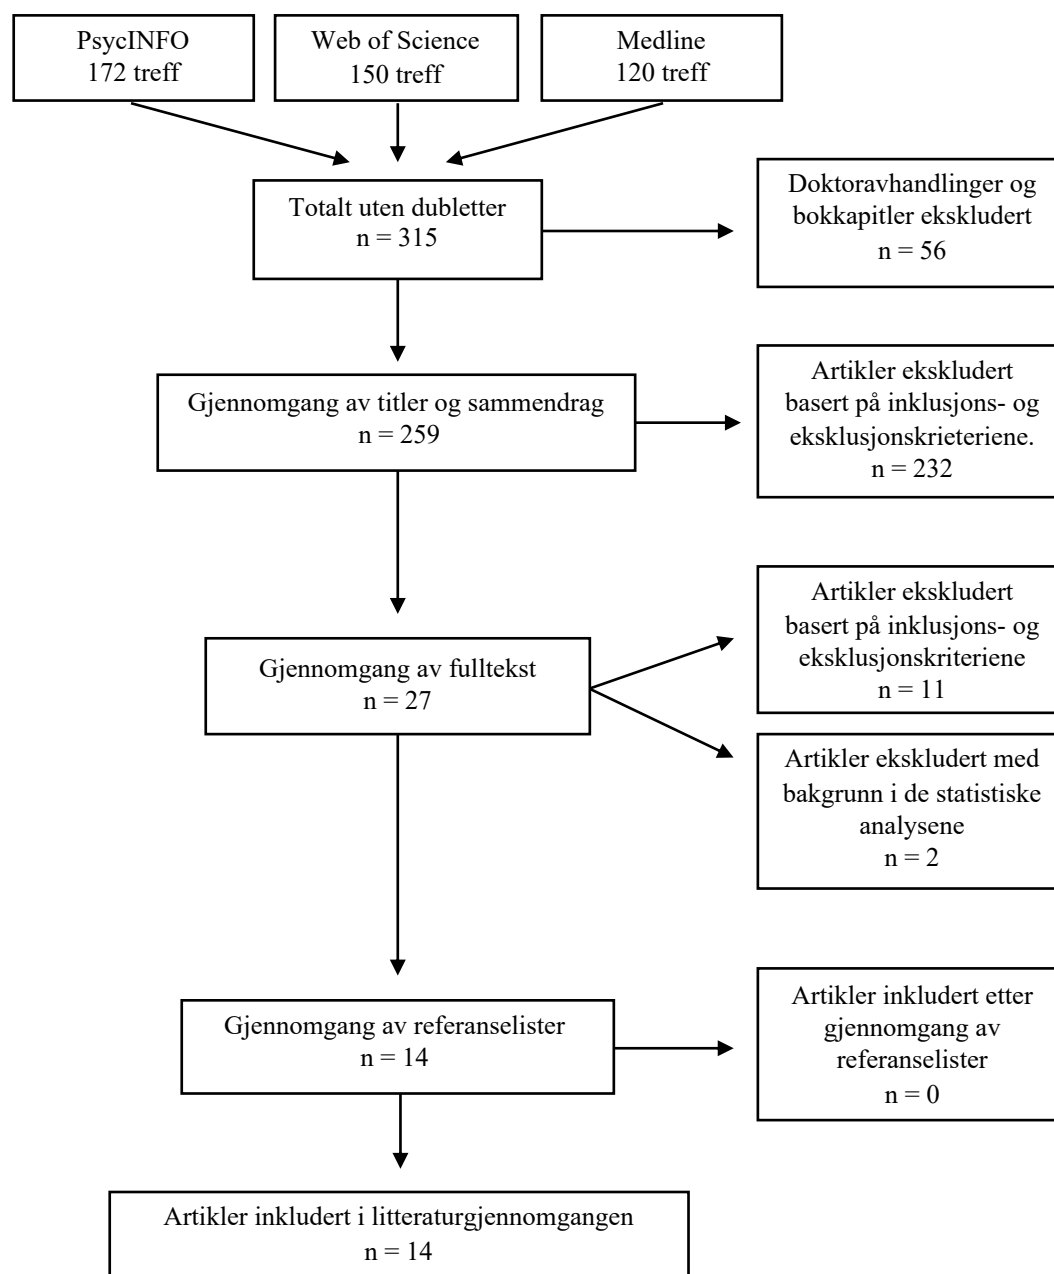 PsycINFO
172 treff
Web of Science
150 treff
Medline
120 treff
Totalt uten dubletter
n = 315
Doktoravhandlinger og
bokkapitler ekskludert
n = 56
Gjennomgang av titler og sammendrag
n = 259
Artikler ekskludert
basert på inklusjons- og
eksklusjonskrieteriene.
n = 232
Gjennomgang av fulltekst
n = 27
Artikler ekskludert
basert på inklusjons- og
eksklusjonskriteriene
n = 11
Artikler ekskludert med
bakgrunn i de statistiske
analysene
n = 2
Gjennomgang av referanselister
n = 14
Artikler inkludert etter
gjennomgang av
referanselister
n = 0
Artikler inkludert i litteraturgjennomgangen
n = 14